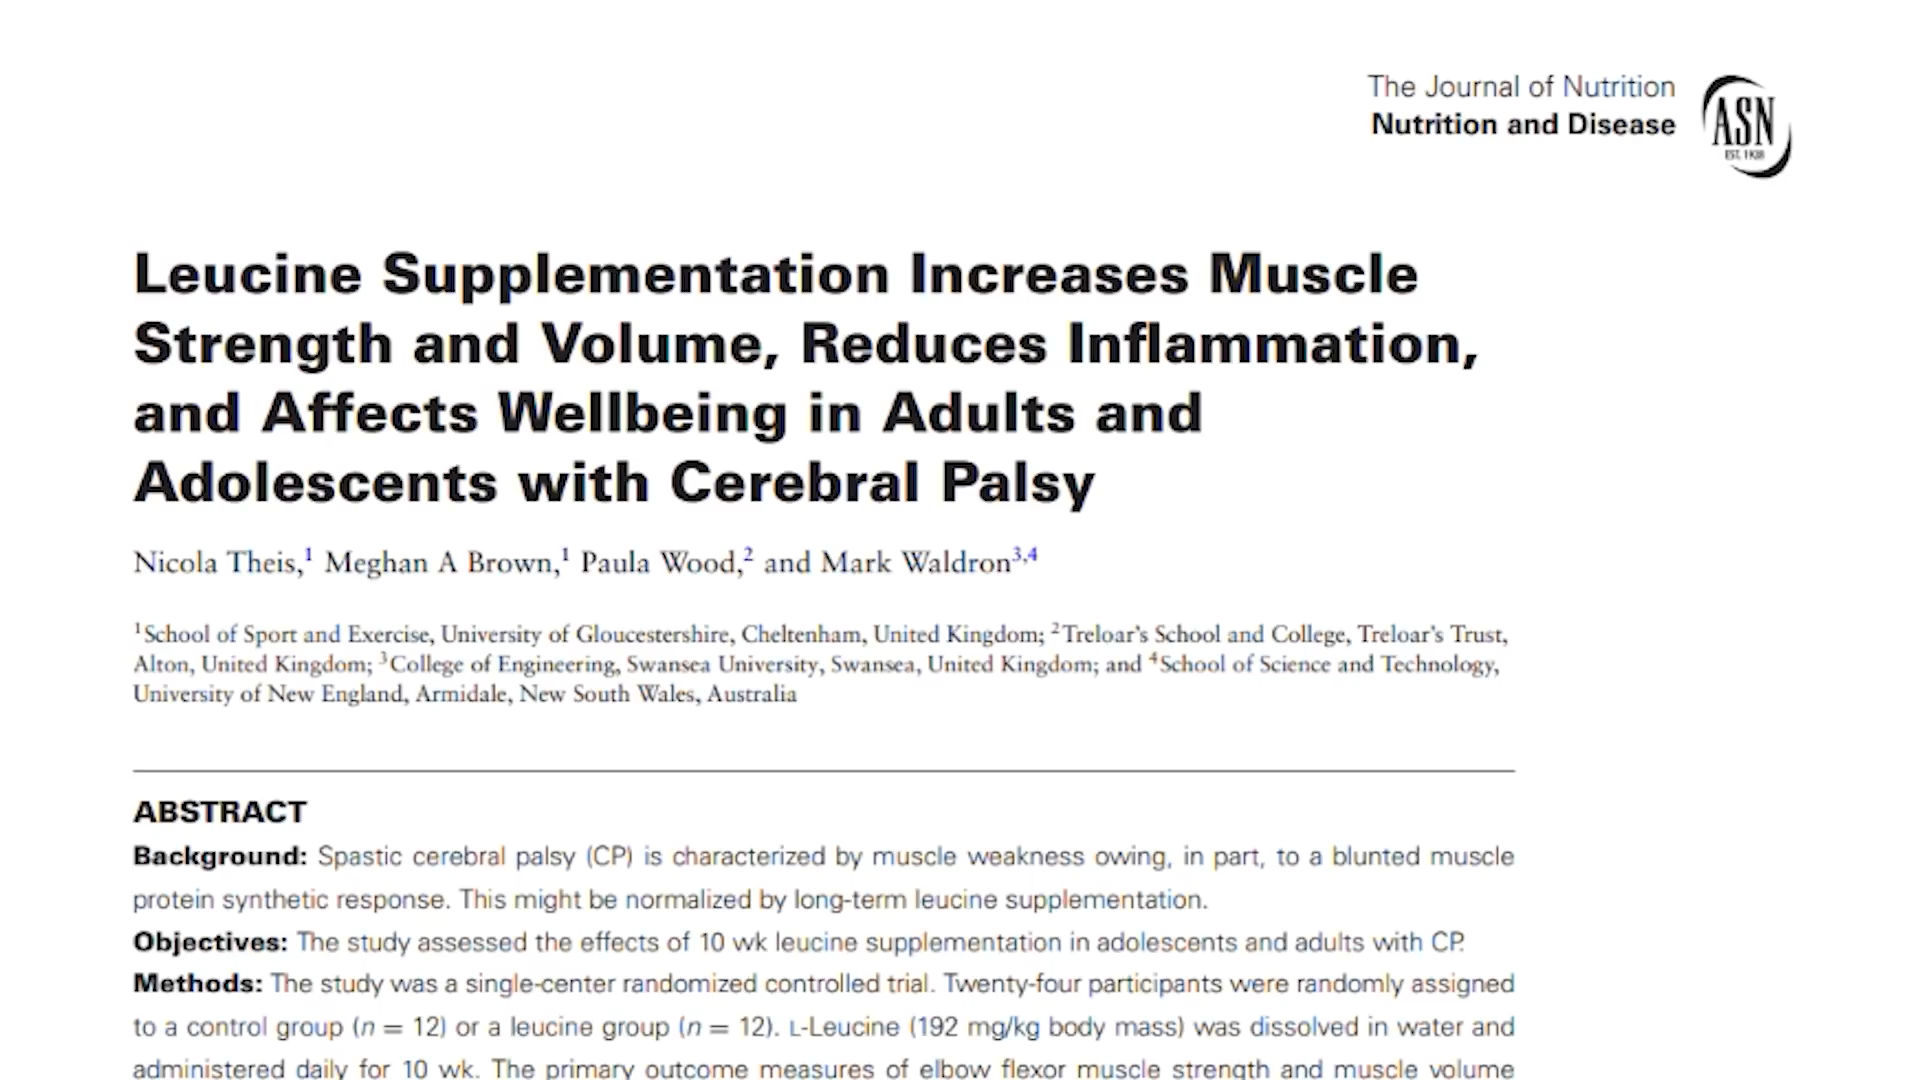 The Journal of Nutrition
Nutrition and Disease
ASN
EST. 1928
Leucine Supplementation Increases Muscle
Strength and Volume, Reduces Inflammation,
and Affects Wellbeing in Adults and
Adolescents with Cerebral Palsy
Nicola Theis,¹ Meghan A Brown,¹ Paula Wood,² and Mark Waldron³,⁴
¹School of Sport and Exercise, University of Gloucestershire, Cheltenham, United Kingdom; ²Treloar's School and College, Treloar's Trust,
Alton, United Kingdom; ³College of Engineering, Swansea University, Swansea, United Kingdom; and ⁴School of Science and Technology,
University of New England, Armidale, New South Wales, Australia
ABSTRACT
Background: Spastic cerebral palsy (CP) is characterized by muscle weakness owing, in part, to a blunted muscle
protein synthetic response. This might be normalized by long-term leucine supplementation.
Objectives: The study assessed the effects of 10 wk leucine supplementation in adolescents and adults with CP.
Methods: The study was a single-center randomized controlled trial. Twenty-four participants were randomly assigned
to a control group (n = 12) or a leucine group (n = 12). L-Leucine (192 mg/kg body mass) was dissolved in water and
administered daily for 10 wk. The primary outcome measures of elbow flexor muscle strength and muscle volume